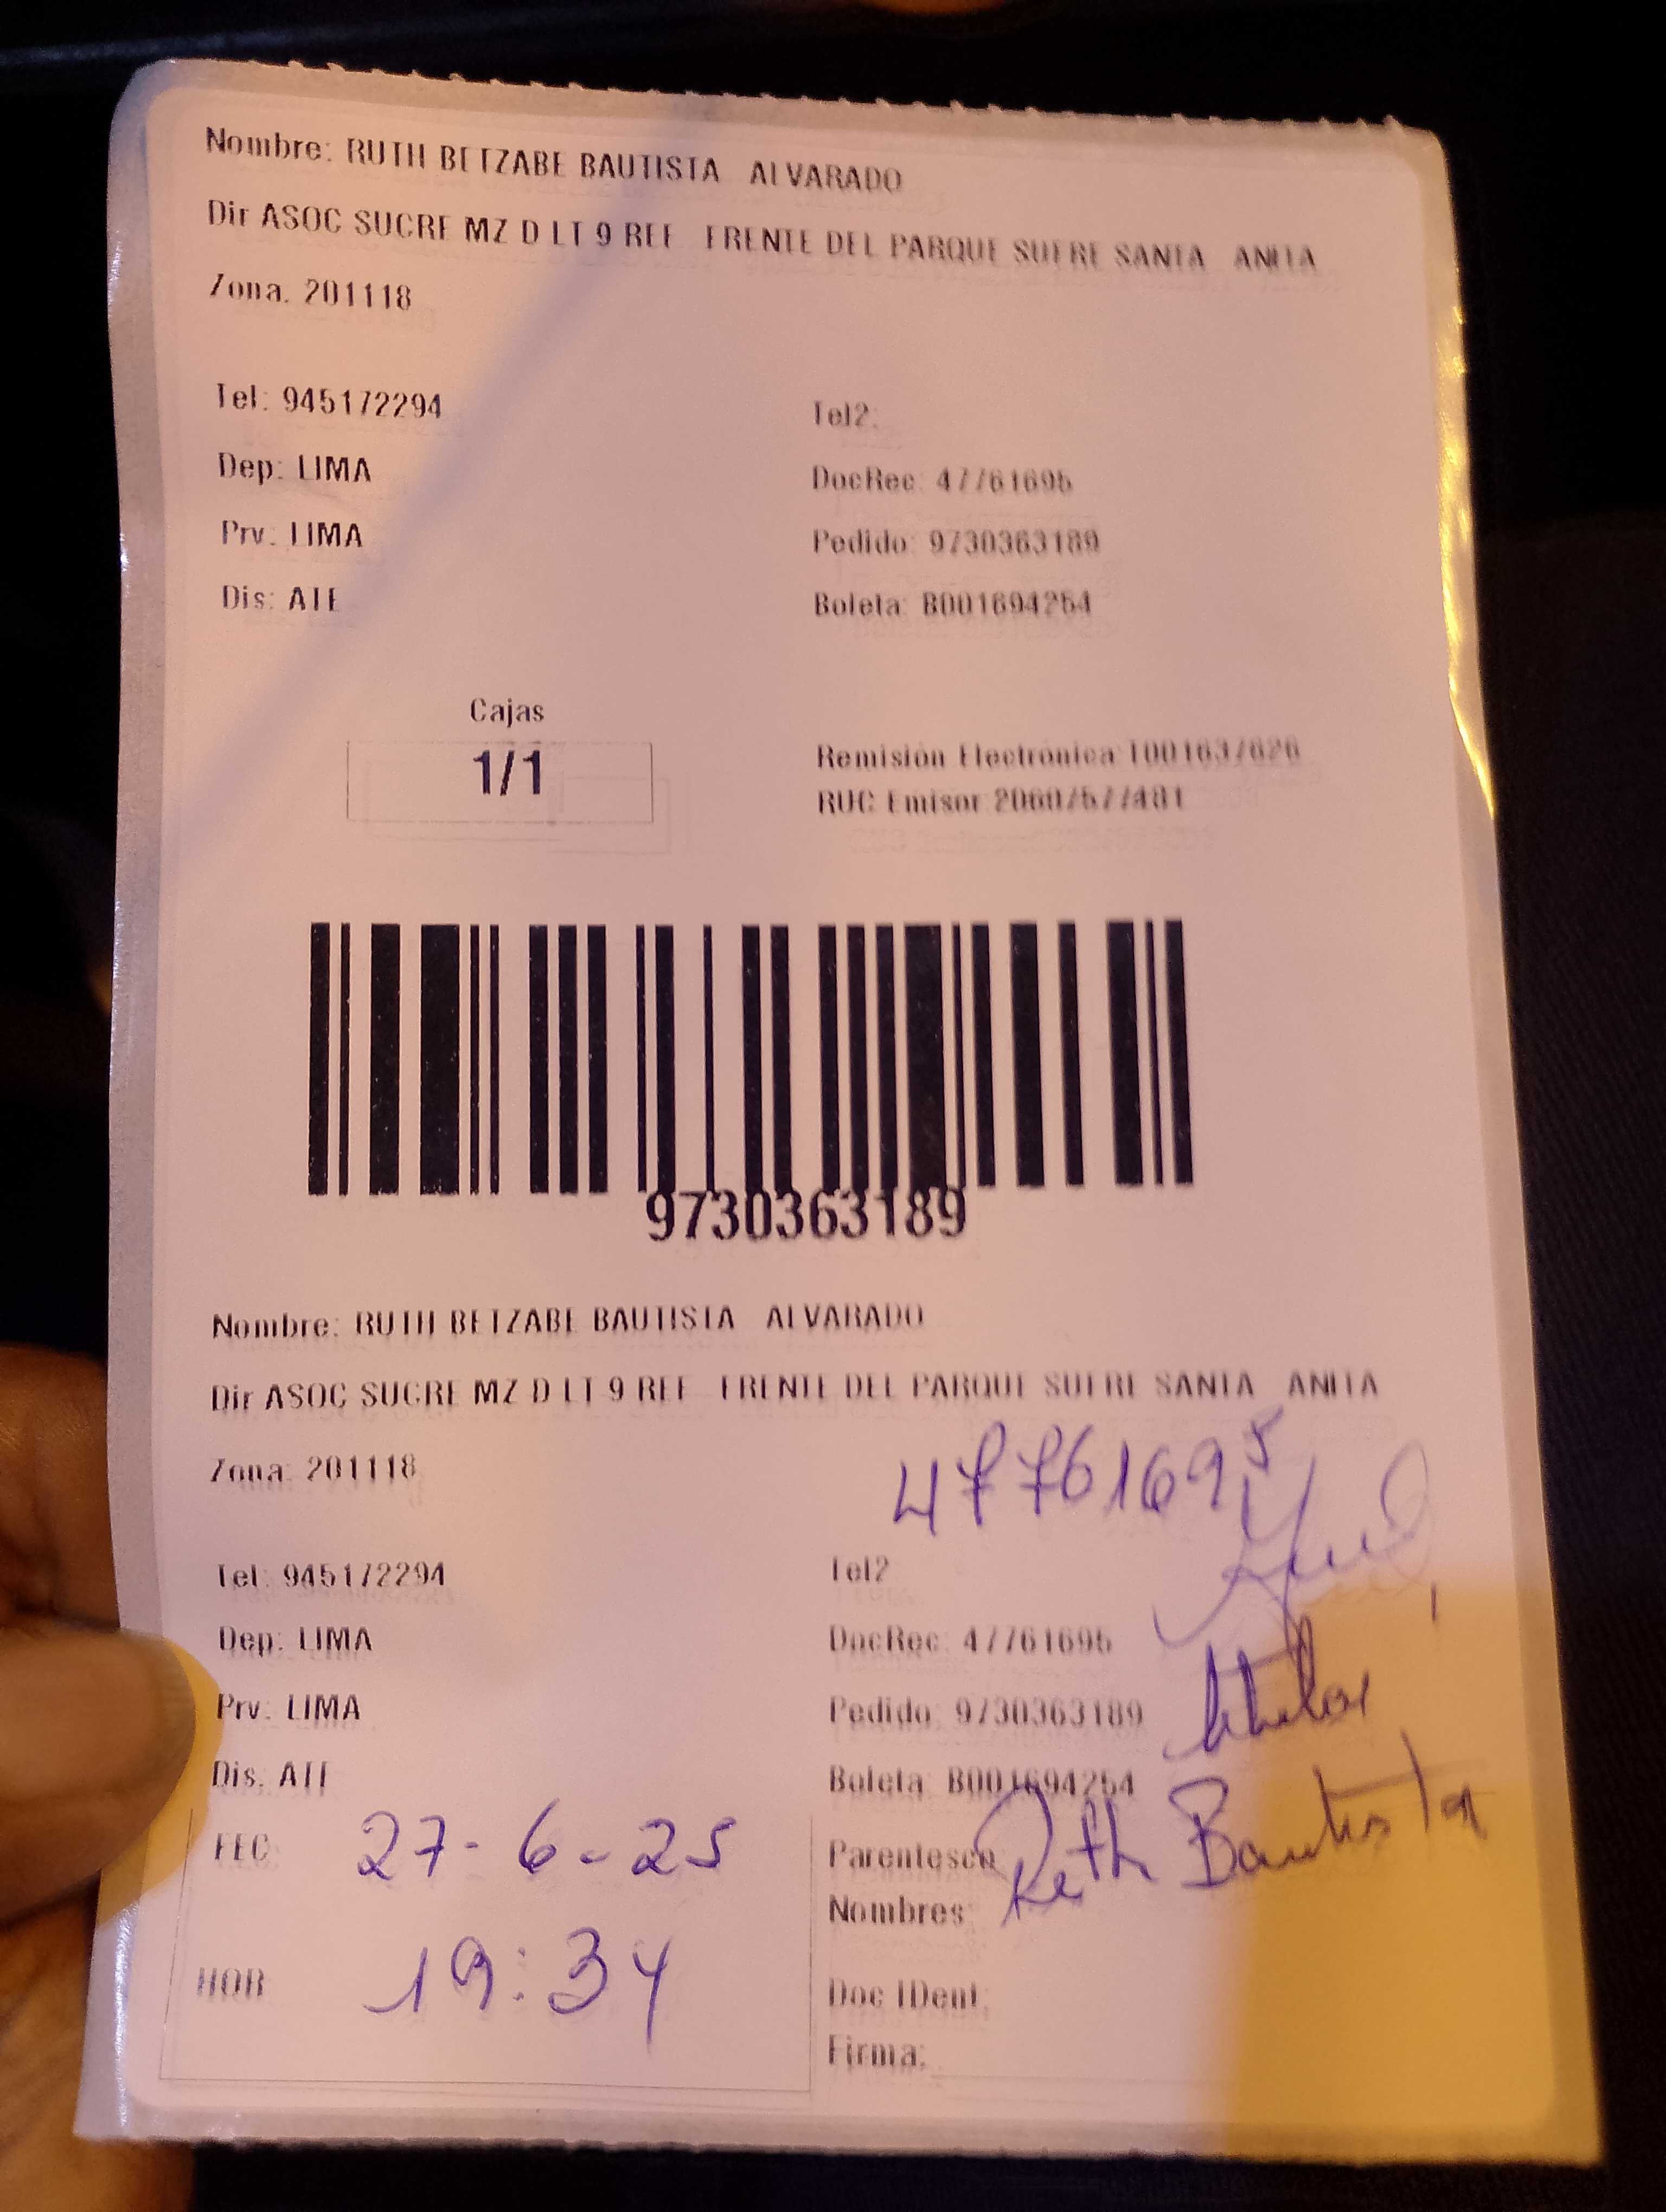 Nombre: RUTH BETZABE BAUTISTA ALVARADO
Dir ASOC SUCRE MZ D LT 9 REF FRENTE DEL PARQUE SUFRE SANTA ANITA
Zona: 201118
Tel: 945172294
Tel2:
Dep: LIMA
DocRec: 47761695
Prv: LIMA
Pedido: 9730363189
Dis: ATE
Boleta: B001694254
Cajas
1/1
Remisión Electrónica: T001637626
RUC Emisor: 20607577481
9730363189
Nombre: RUTH BETZABE BAUTISTA ALVARADO
Dir ASOC SUCRE MZ D LT 9 REF FRENTE DEL PARQUE SUFRE SANTA ANITA
47761695
Zona: 201118
Tel: 945172294
Tel2
Dep: LIMA
DocRec: 47761695
Prv: LIMA
Pedido: 9730363189
Dis: ATE
Boleta: B001694254
FEC: 27-6-25
Parentesco
Ruth Bautista
Nombres:
HOR 19:34
Doc IDent:
Firma: